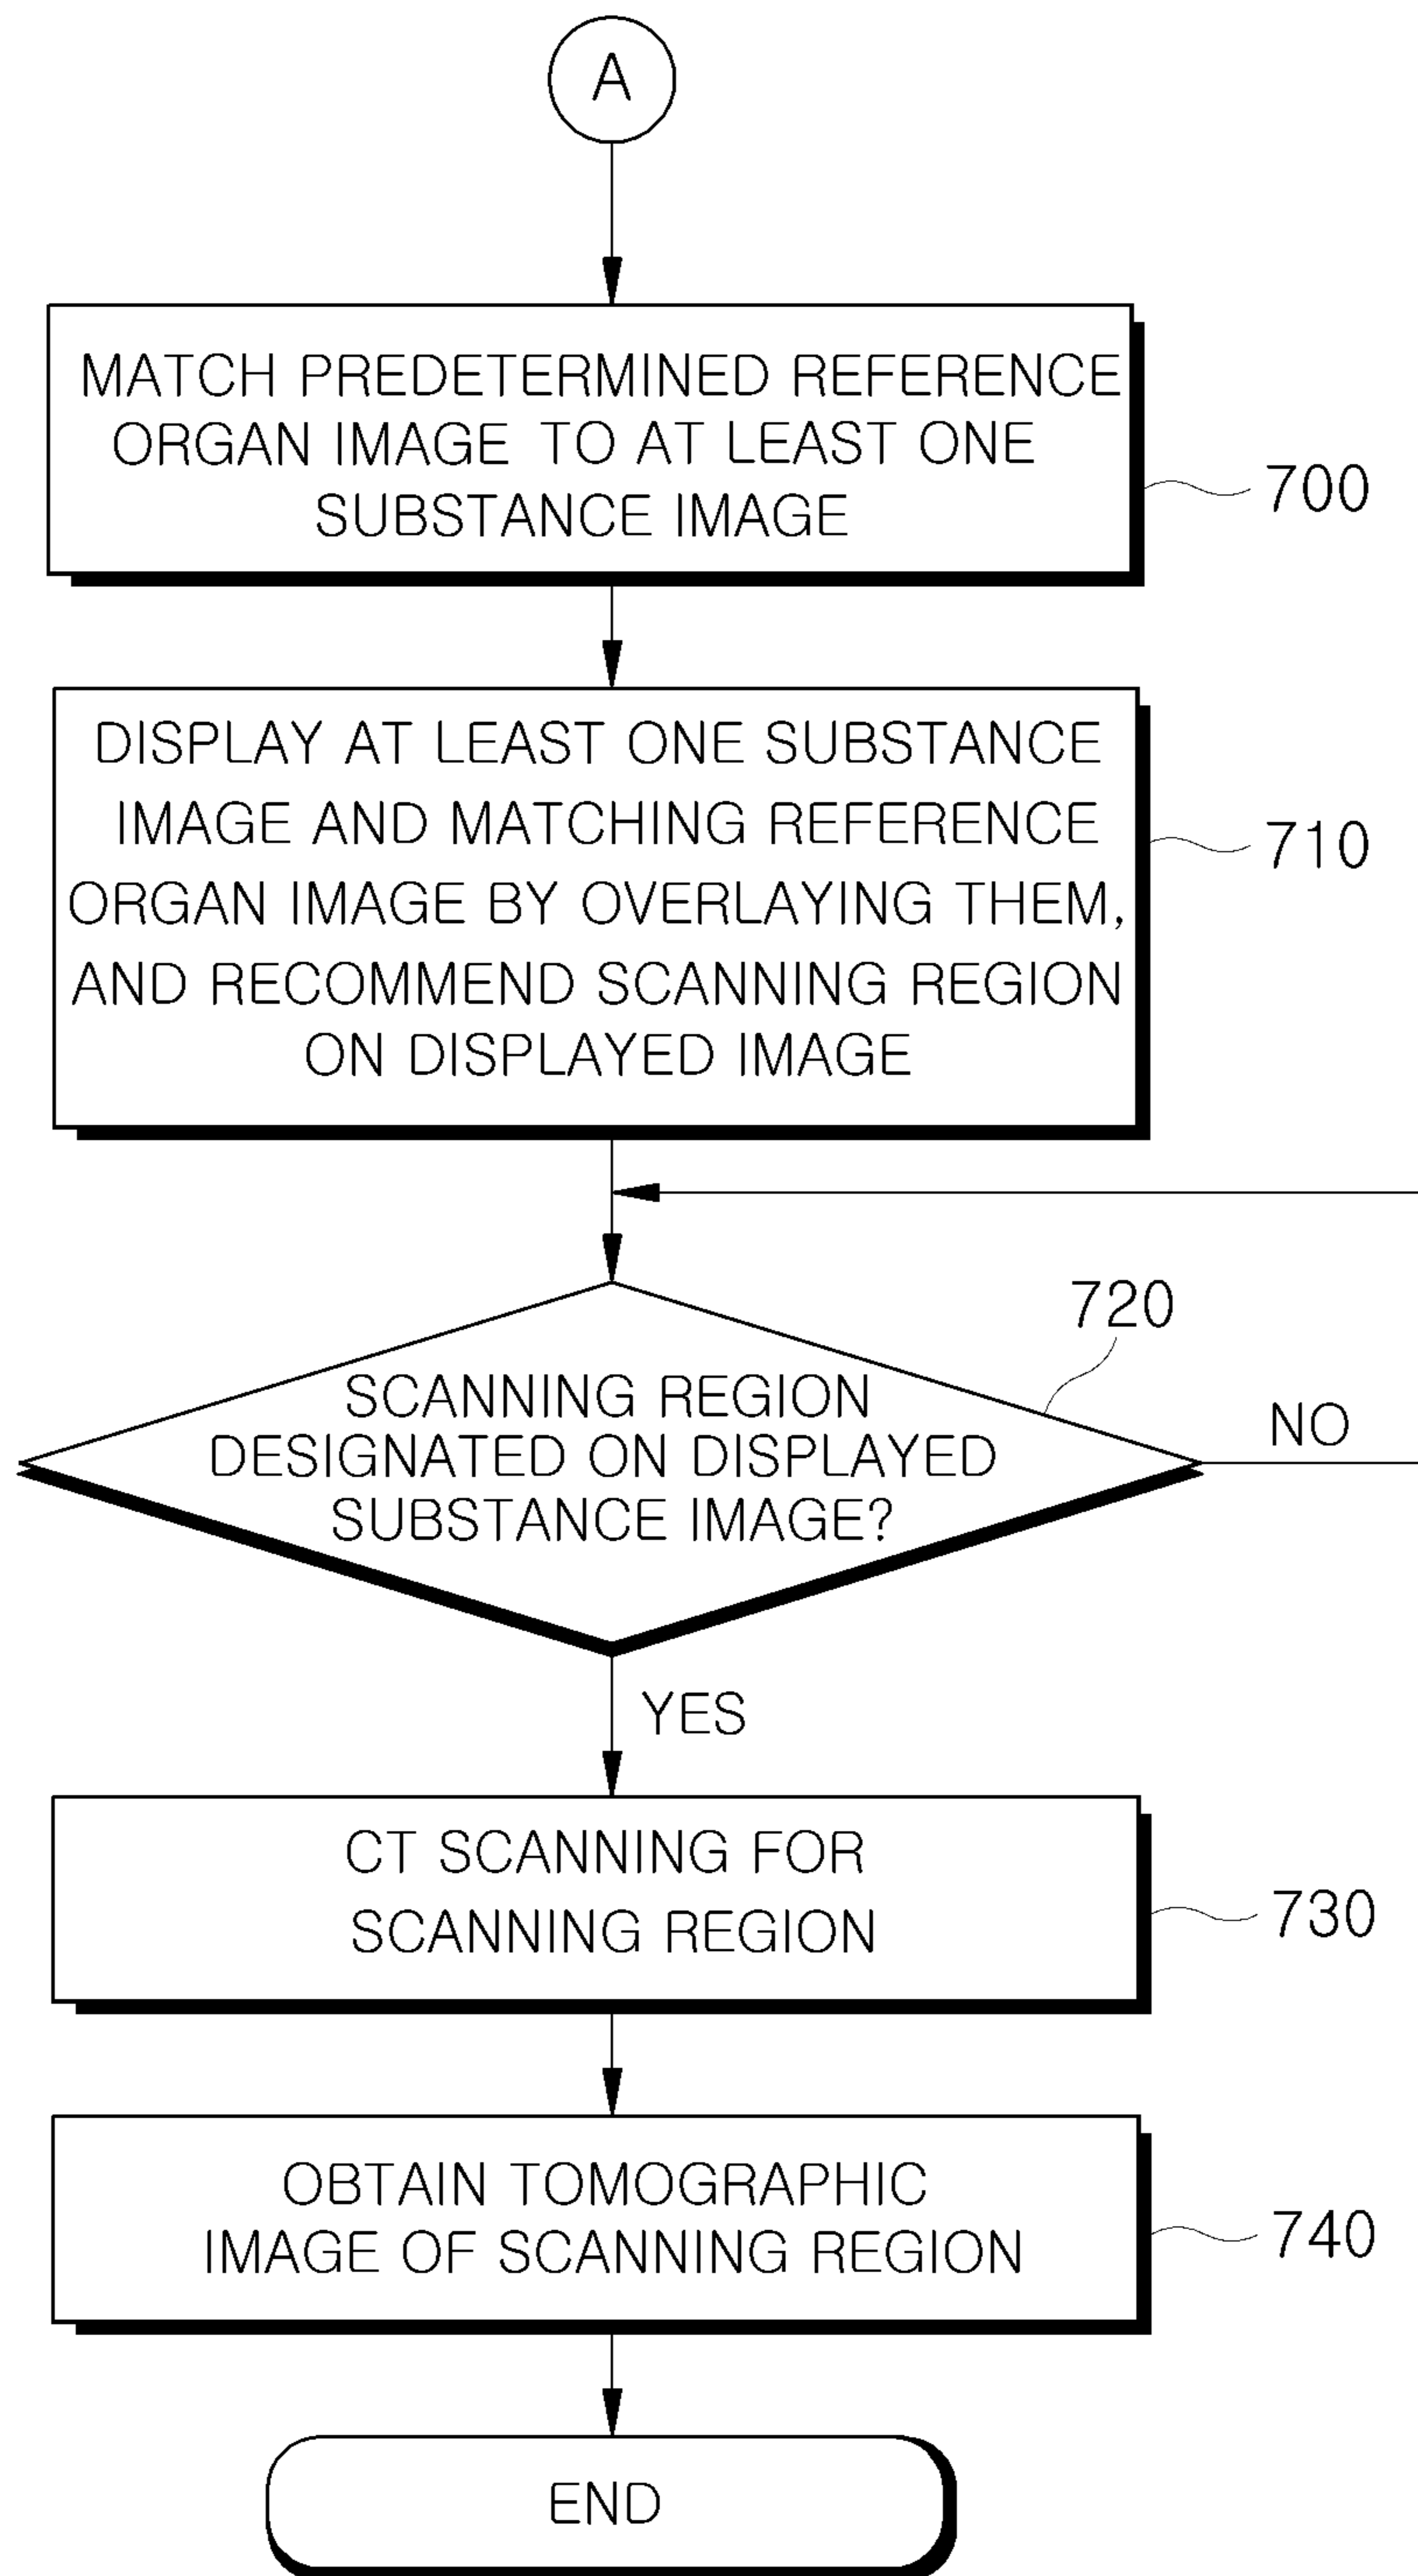 A
MATCH PREDETERMINED REFERENCE
ORGAN IMAGE TO AT LEAST ONE
SUBSTANCE IMAGE
700
DISPLAY AT LEAST ONE SUBSTANCE
IMAGE AND MATCHING REFERENCE
ORGAN IMAGE BY OVERLAYING THEM,
AND RECOMMEND SCANNING REGION
ON DISPLAYED IMAGE
710
720
SCANNING REGION
DESIGNATED ON DISPLAYED
SUBSTANCE IMAGE?
NO
YES
CT SCANNING FOR
SCANNING REGION
730
OBTAIN TOMOGRAPHIC
IMAGE OF SCANNING REGION
740
END